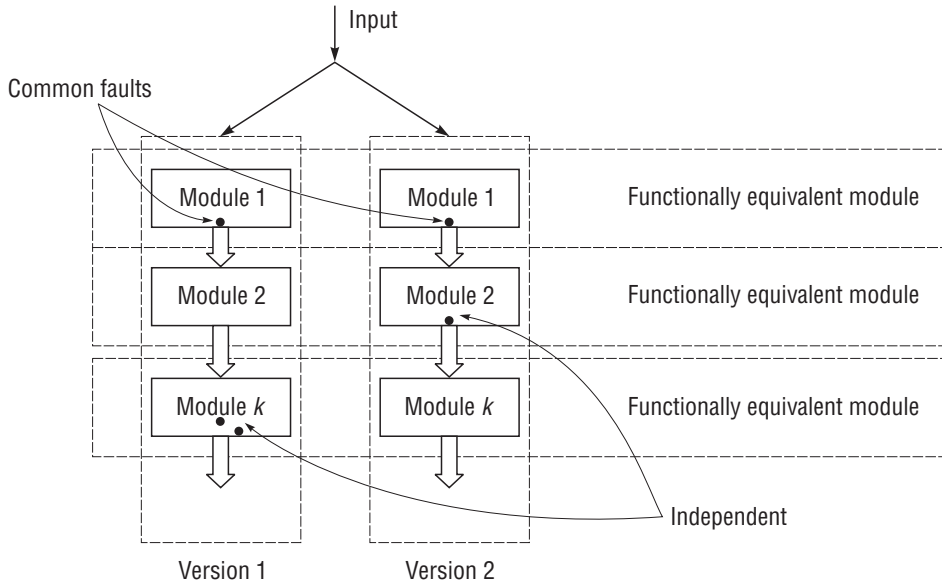 Input
Common faults
Module 1
Module 1
Functionally equivalent module
Module 2
Module 2
Functionally equivalent module
Module k
Module k
Functionally equivalent module
Independent
Version 1
Version 2